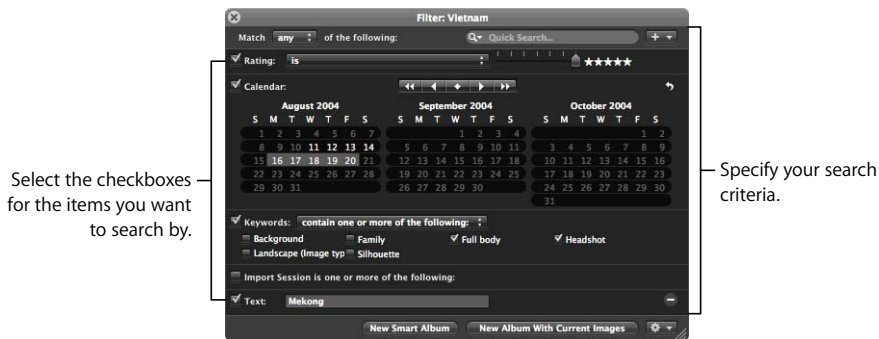 Filter: Vietnam
Match any of the following: Quick Search...
Rating: is ★★★★★
Calendar:
August 2004 September 2004 October 2004
S M T W T F S S M T W T F S S M T W T F S
1 2 3 4 5 6 7 1 2 3 4 1 2
8 9 10 11 12 13 14 5 6 7 8 9 10 11 3 4 5 6 7 8 9
15 16 17 18 19 20 21 12 13 14 15 16 17 18 10 11 12 13 14 15 16
22 23 24 25 26 27 28 19 20 21 22 23 24 25 17 18 19 20 21 22 23
29 30 31 26 27 28 29 30 24 25 26 27 28 29 30
31
Select the checkboxes
for the items you want
to search by.
Specify your search
criteria.
Keywords: contain one or more of the following:
Background Family Full body Headshot
Landscape (Image typ Silhouette
Import Session is one or more of the following:
Text: Mekong
New Smart Album New Album With Current Images